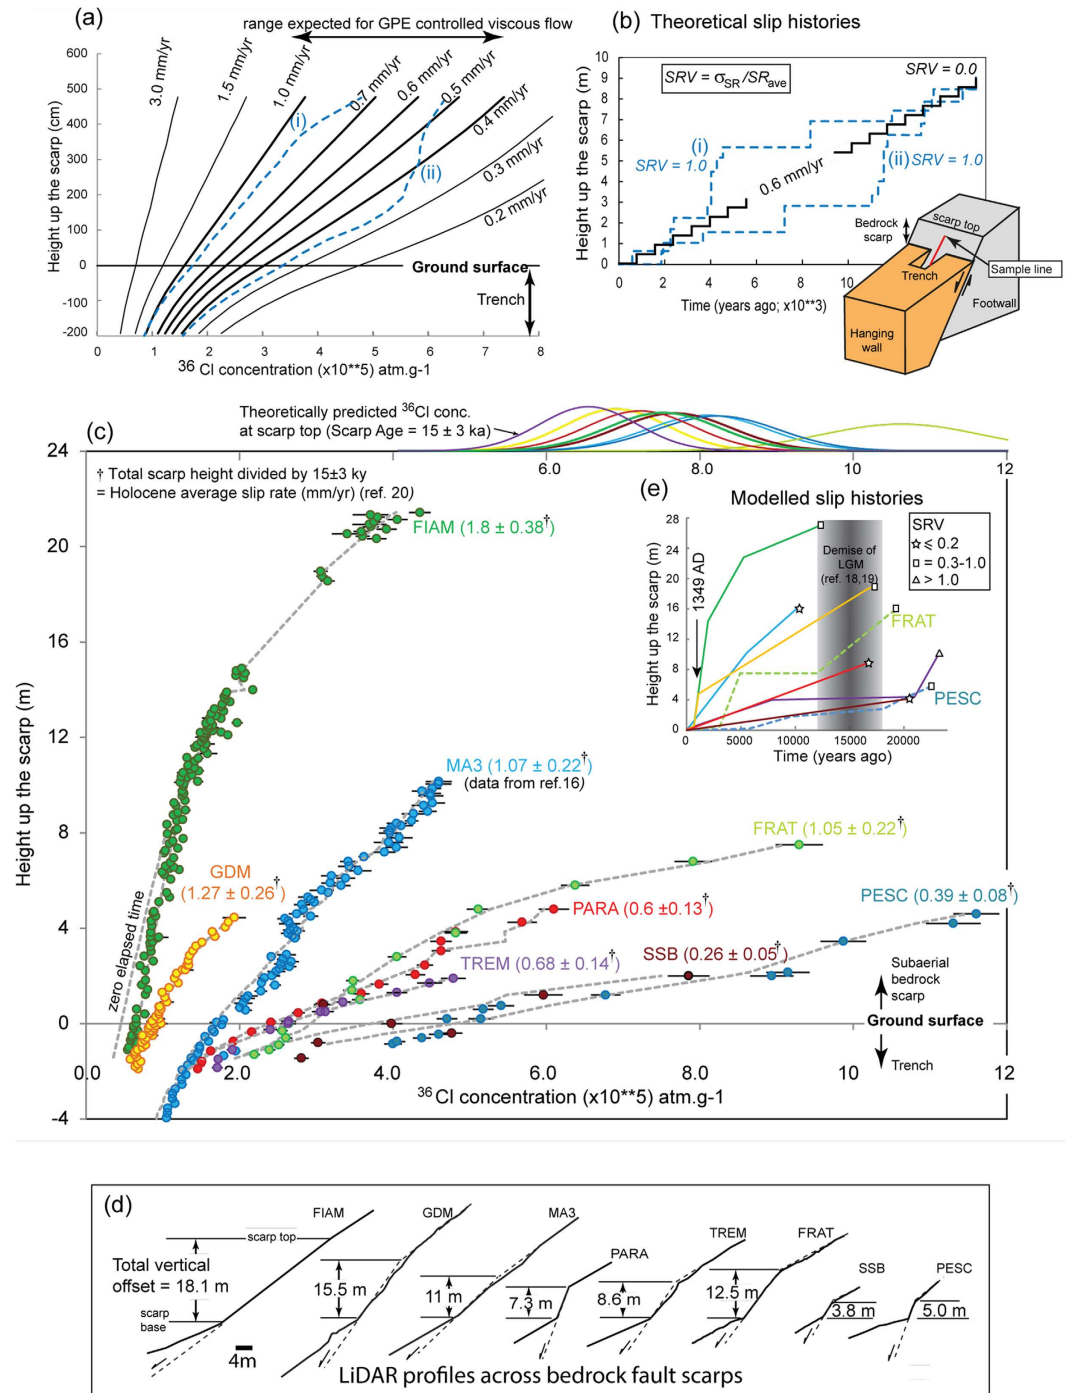 (a)
range expected for GPE controlled viscous flow
Height up the scarp (cm)
600
500
400
300
200
100
0
-100
-200
3.0 mm/yr
1.5 mm/yr
1.0 mm/yr
0.7 mm/yr
0.6 mm/yr
0.5 mm/yr
0.4 mm/yr
0.3 mm/yr
0.2 mm/yr
(i)
(ii)
Ground surface
Trench
0 1 2 3 4 5 6 7 8
36 Cl concentration (x10**5) atm.g-1
(b) Theoretical slip histories
Height up the scarp (m)
10
9
8
7
6
5
4
3
2
1
0
SRV = σSR/SRave
SRV = 0.0
(i)
SRV = 1.0
0.6 mm/yr
(ii) SRV = 1.0
0 2 4 6 8 10
Time (years ago; x10**3)
Bedrock
scarp
scarp top
Trench
Sample line
Footwall
Hanging
wall
(c)
Theoretically predicted 36Cl conc.
at scarp top (Scarp Age = 15 ± 3 ka)
6.0 8.0 10 12
24
20
16
12
8
4
0
-4
Height up the scarp (m)
† Total scarp height divided by 15±3 ky
= Holocene average slip rate (mm/yr) (ref. 20)
FIAM (1.8 ± 0.38)†
MA3 (1.07 ± 0.22)†
(data from ref.16)
GDM
(1.27 ± 0.26)†
zero elapsed time
FRAT (1.05 ± 0.22)†
PARA (0.6 ±0.13)†
PESC (0.39 ± 0.08)†
TREM (0.68 ± 0.14)†
SSB (0.26 ± 0.05)†
Subaerial
bedrock
scarp
Ground surface
Trench
0.0 2.0 4.0 6.0 8.0 10 12
36Cl concentration (x10**5) atm.g-1
(e) Modelled slip histories
Height up the scarp (m)
28
24
20
16
12
8
4
0
1349 AD
Demise of
LGM
(ref. 18,19)
SRV
≤ 0.2
= 0.3-1.0
> 1.0
FRAT
PESC
0 5000 10000 15000 20000
Time (years ago)
(d)
FIAM
GDM
MA3
PARA
TREM
FRAT
SSB
PESC
scarp top
Total vertical
offset = 18.1 m
scarp
base
4m
15.5 m
11 m
7.3 m
8.6 m
12.5 m
3.8 m
5.0 m
LiDAR profiles across bedrock fault scarps